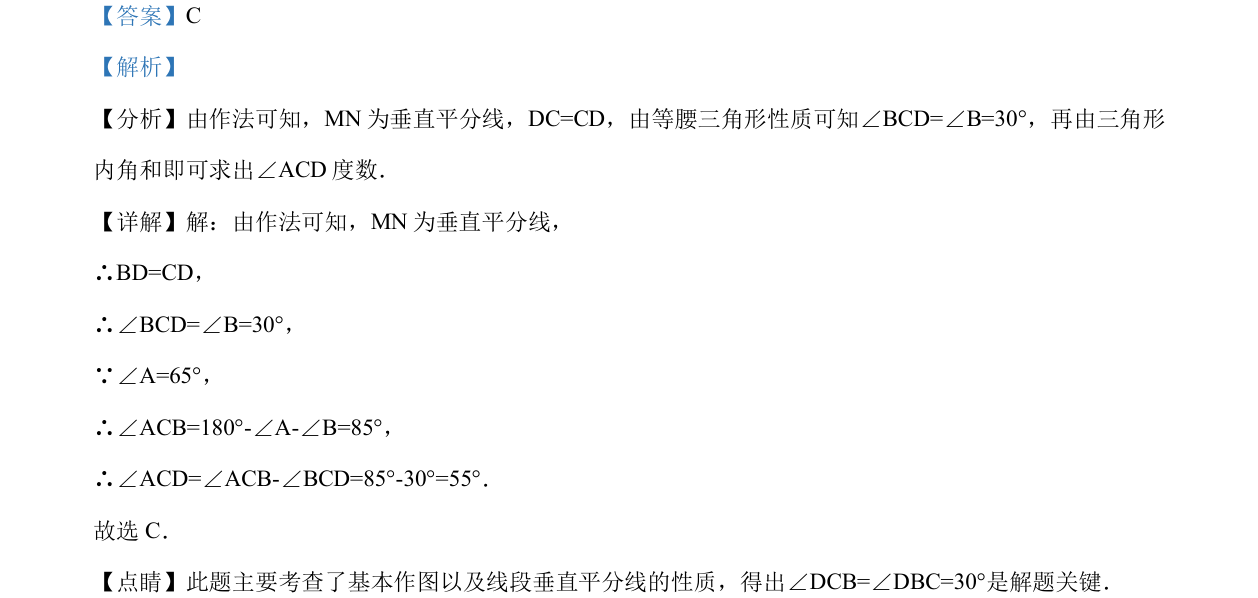 【答案】C
【解析】
【分析】由作法可知，MN 为垂直平分线，DC=CD，由等腰三角形性质可知∠BCD=∠B=30°，再由三角形
内角和即可求出∠ACD 度数．
【详解】解：由作法可知，MN 为垂直平分线，
∴BD=CD，
∴∠BCD=∠B=30°，
∵∠A=65°，
∴∠ACB=180°-∠A-∠B=85°，
∴∠ACD=∠ACB-∠BCD=85°-30°=55°．
故选 C．
【点睛】此题主要考查了基本作图以及线段垂直平分线的性质，得出∠DCB=∠DBC=30°是解题关键．